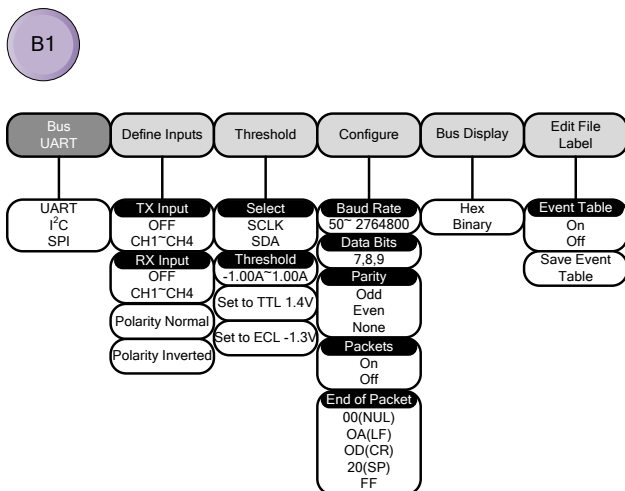 B1
Bus
UART
Define Inputs
Threshold
Configure
Bus Display
Edit File
Label
UART
I²C
SPI
TX Input
OFF
CH1~CH4
RX Input
OFF
CH1~CH4
Polarity Normal
Polarity Inverted
Select
SCLK
SDA
Threshold
-1.00A~1.00A
Set to TTL 1.4V
Set to ECL -1.3V
Baud Rate
50~ 2764800
Data Bits
7,8,9
Parity
Odd
Even
None
Packets
On
Off
End of Packet
00(NUL)
OA(LF)
OD(CR)
20(SP)
FF
Hex
Binary
Event Table
On
Off
Save Event
Table